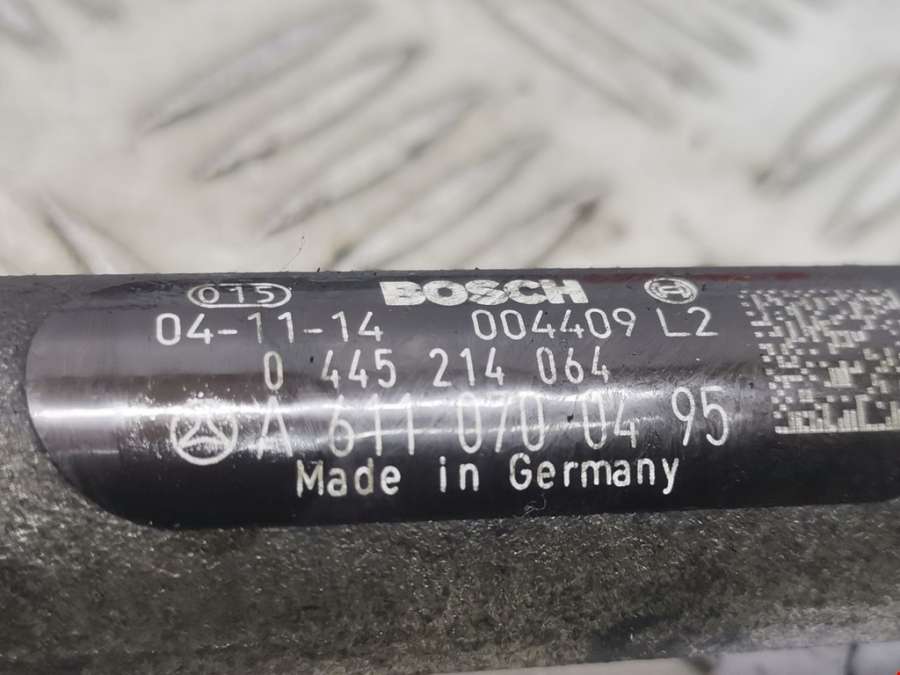 015 BOSCH
04-11-14 004409 L2
0 445 214 064
A 611 070 04 95
Made in Germany